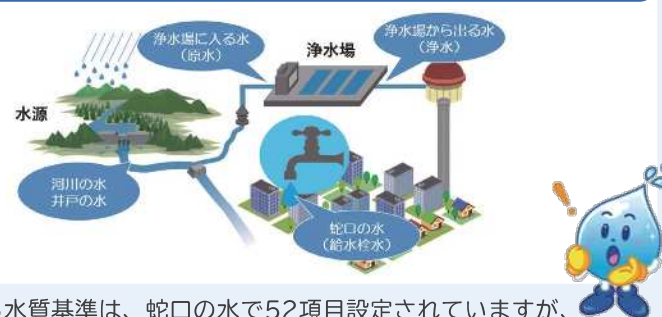 浄水場に入る水
（原水）
浄水場
浄水場から出る水
（浄水）
水源
河川の水
井戸の水
蛇口の水
（給水栓水）
水質基準は、蛇口の水で52項目設定されていますが、